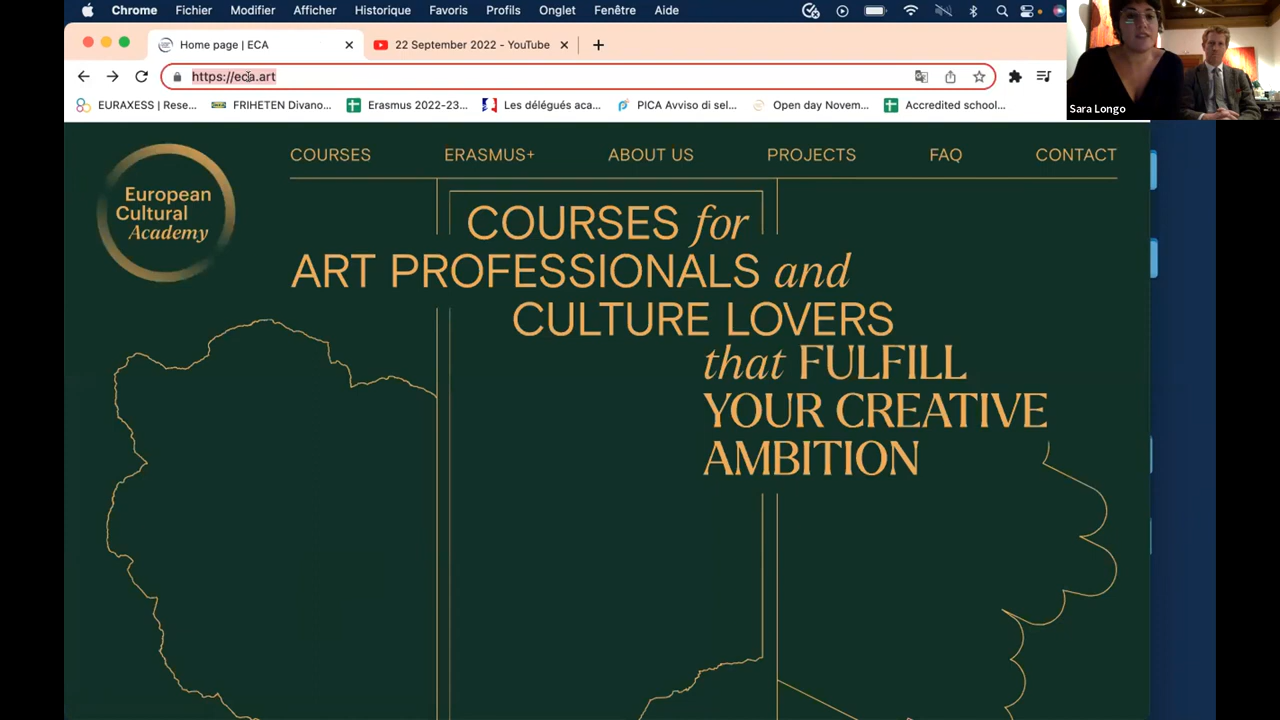 Chrome Fichier Modifier Afficher Historique Favoris Profils Onglet Fenêtre Aide
Home page | ECA
22 September 2022 - YouTube
https://eca.art
EURAXESS | Rese...
FRIHETEN Divano...
Erasmus 2022-23...
Les délégués aca...
PICA Avviso di sel...
Open day Novem...
Accredited school...
Sara Longo
European
Cultural
Academy
COURSES ERASMUS+ ABOUT US PROJECTS FAQ CONTACT
COURSES for
ART PROFESSIONALS and
CULTURE LOVERS
that FULFILL
YOUR CREATIVE
AMBITION